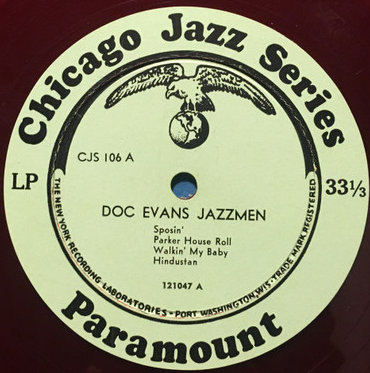 Chicago Jazz Series
CJS 106 A
LP
33⅓
DOC EVANS JAZZMEN
Sposin'
Parker House Roll
Walkin' My Baby
Hindustan
121047 A
THE NEW YORK RECORDING LABORATORIES - PORT WASHINGTON, WIS. - TRADE MARK REGISTERED
Paramount